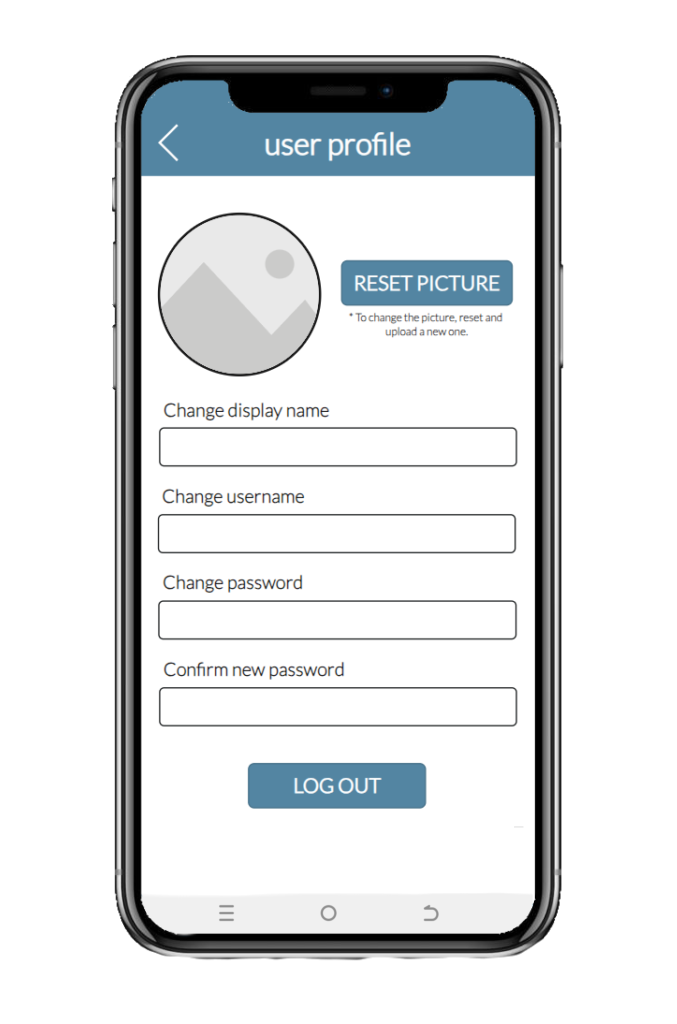 user profile
RESET PICTURE
* To change the picture, reset and
upload a new one.
Change display name
Change username
Change password
Confirm new password
LOG OUT